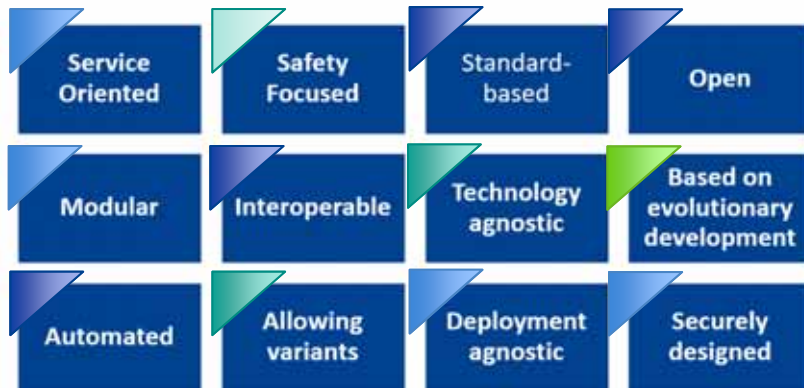 Service
Oriented
Safety
Focused
Standard-
based
Open
Modular
Interoperable
Technology
agnostic
Based on
evolutionary
development
Automated
Allowing
variants
Deployment
agnostic
Securely
designed